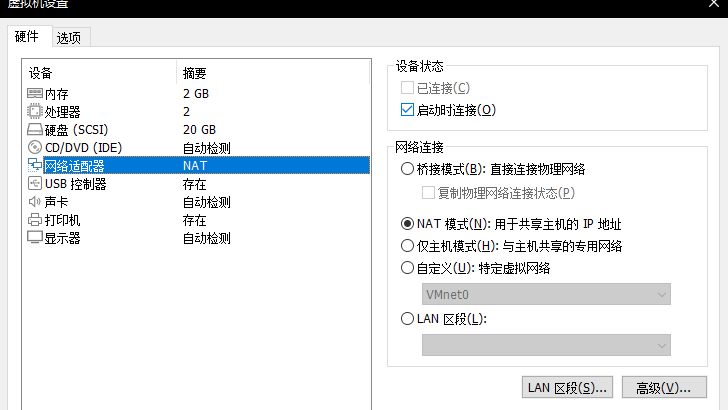 虚拟机设置
硬件 选项
设备 摘要
内存 2 GB
处理器 2
硬盘 (SCSI) 20 GB
CD/DVD (IDE) 自动检测
网络适配器 NAT
USB 控制器 存在
声卡 自动检测
打印机 存在
显示器 自动检测
设备状态
已连接(C)
启动时连接(O)
网络连接
桥接模式(B): 直接连接物理网络
复制物理网络连接状态(P)
NAT 模式(N): 用于共享主机的 IP 地址
仅主机模式(H): 与主机共享的专用网络
自定义(U): 特定虚拟网络
VMnet0
LAN 区段(L):
LAN 区段(S)... 高级(V)...